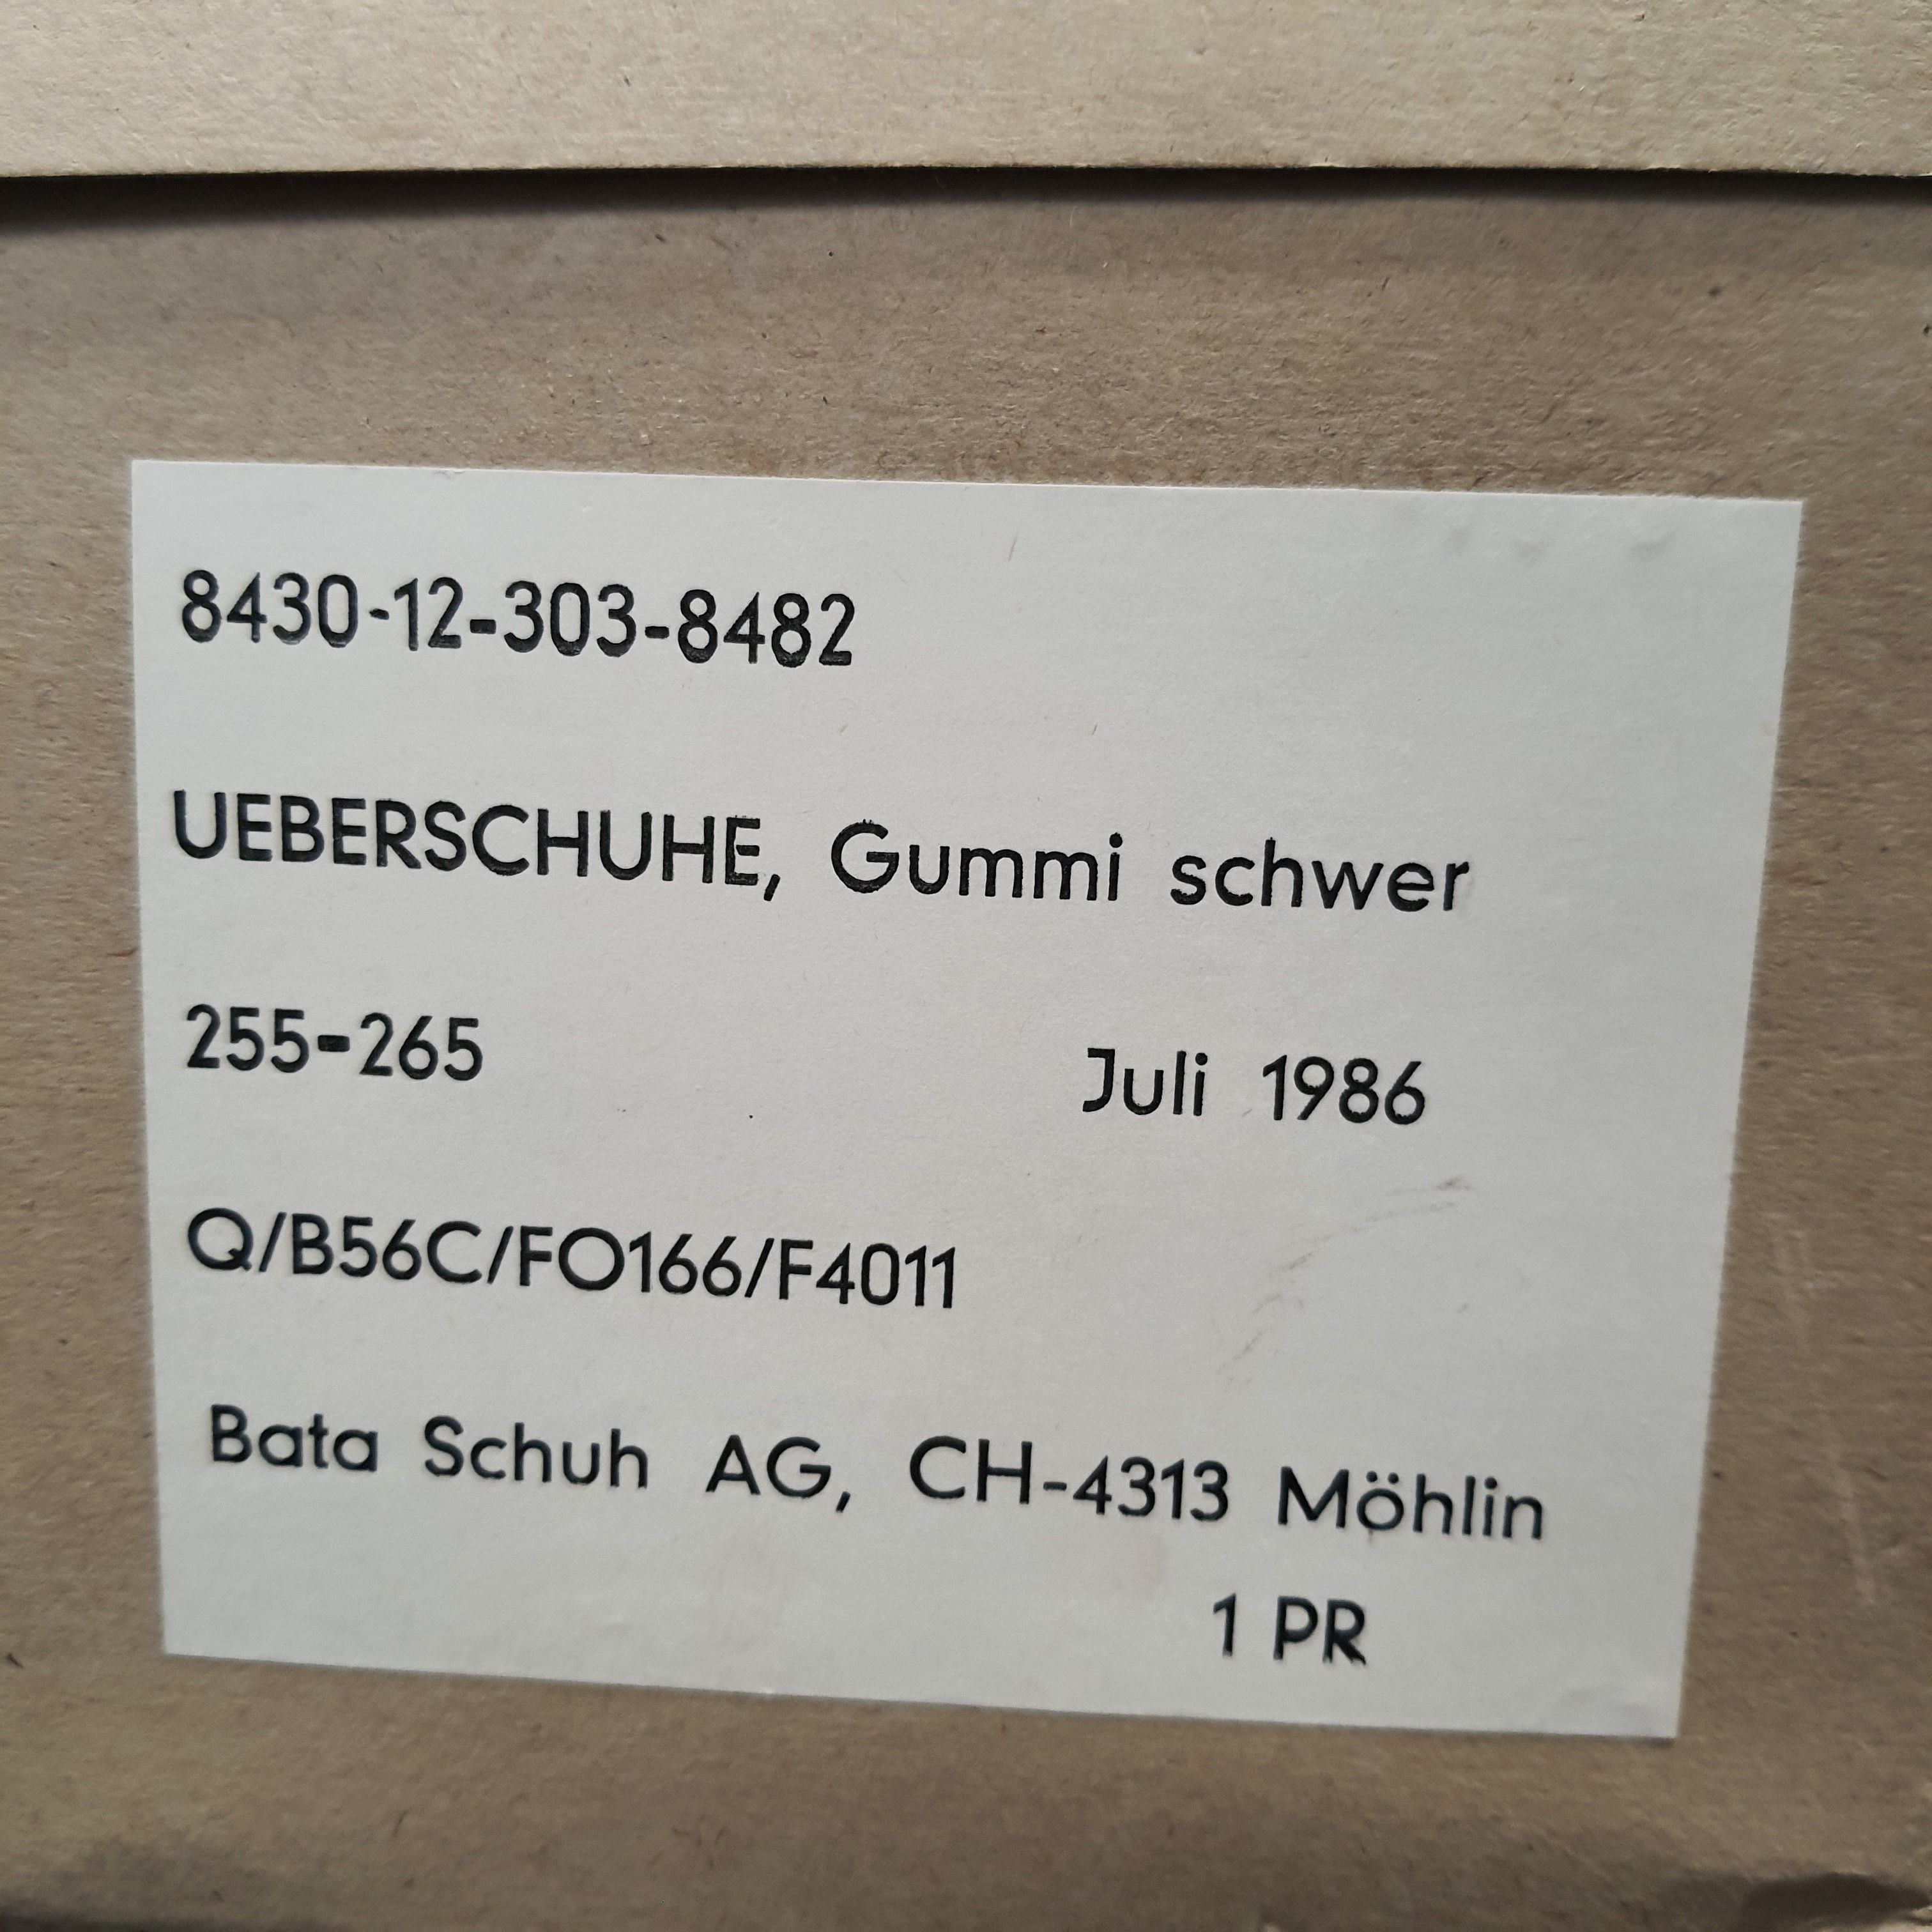 8430-12-303-8482
UEBERSCHUHE, Gummi schwer
255-265 Juli 1986
Q/B56C/FO166/F4011
Bata Schuh AG, CH-4313 Möhlin
1 PR